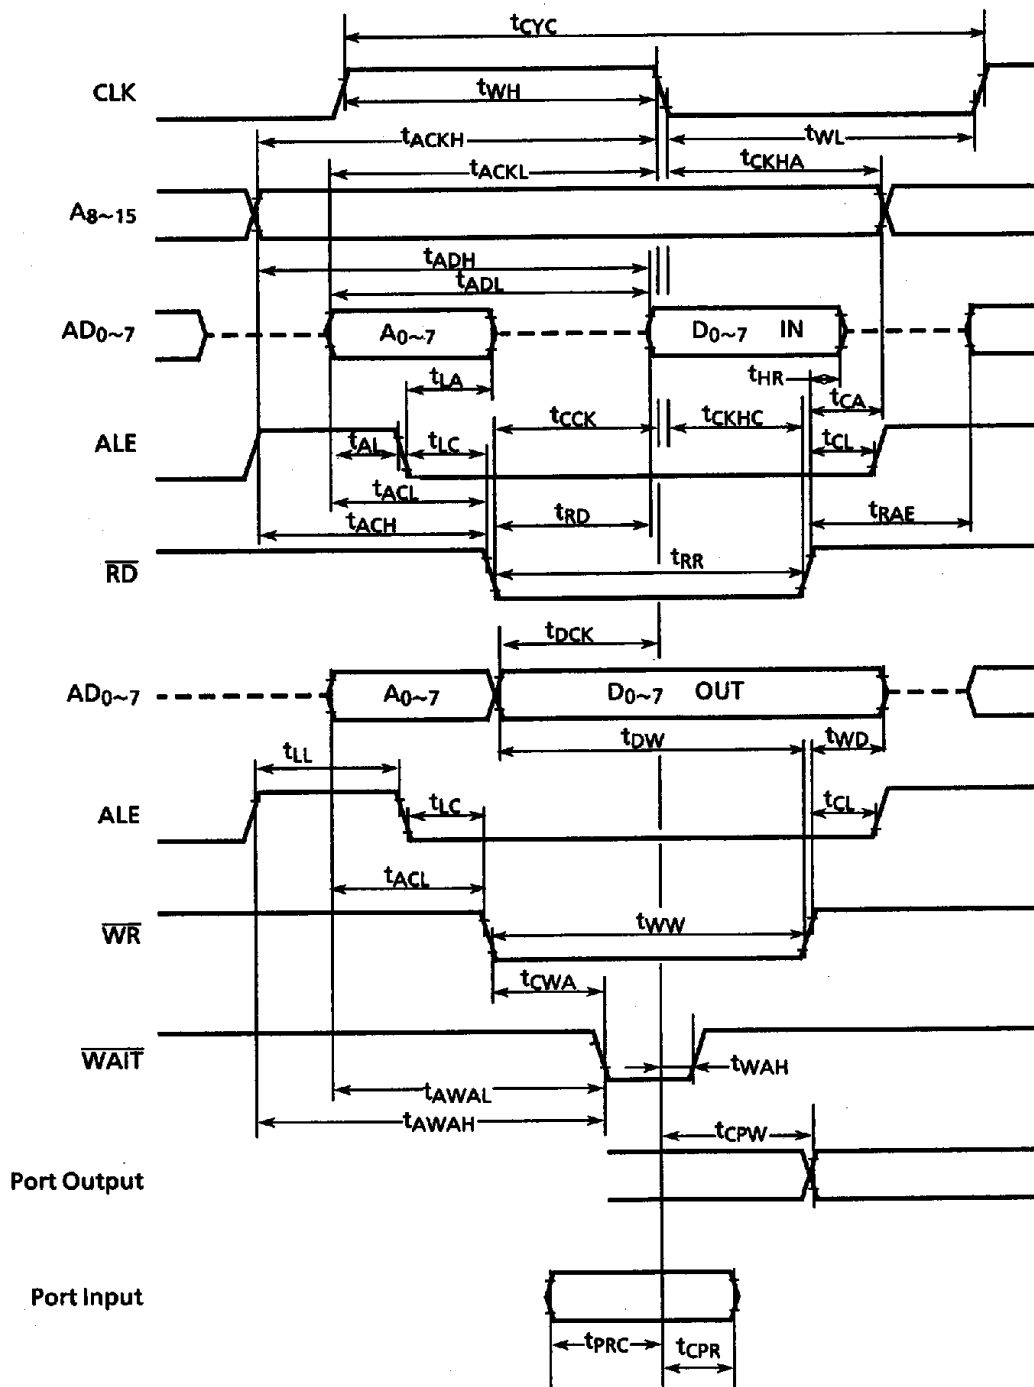 tCYC
CLK
tWH
tACKH
tWL
tACKL
tCKHA
A8~15
tADH
tADL
AD0~7
A0~7
D0~7 IN
tLA
tHR
tCA
tCCK
tCKHC
ALE
tAL
tLC
tCL
tACL
tRD
tRAE
tACH
tRR
RD
tDCK
AD0~7
A0~7
D0~7 OUT
tDW
tWD
tLL
ALE
tLC
tCL
tACL
WR
tWW
tCWA
WAIT
tWAH
tAWAL
tAWAH
tCPW
Port Output
Port Input
tPRC
tCPR